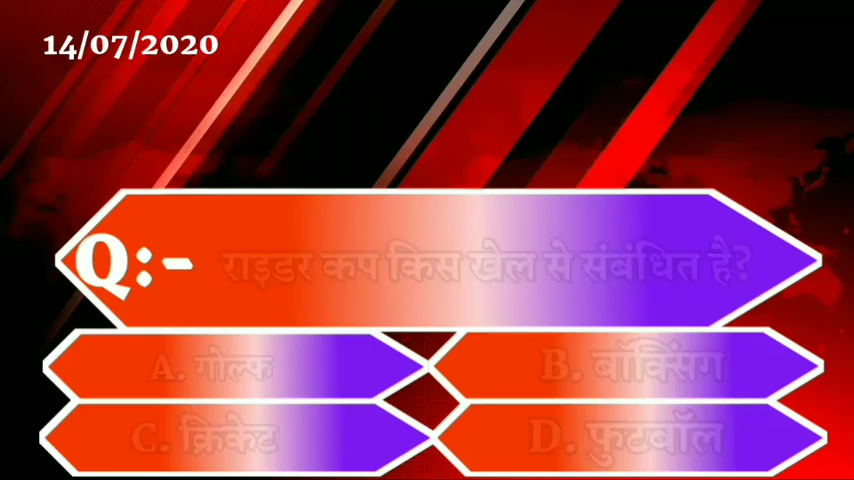 14/07/2020
Q:- राइडर कप किस खेल से संबंधित है?
A. गोल्फ
B. बॉक्सिंग
C. क्रिकेट
D. फुटबॉल